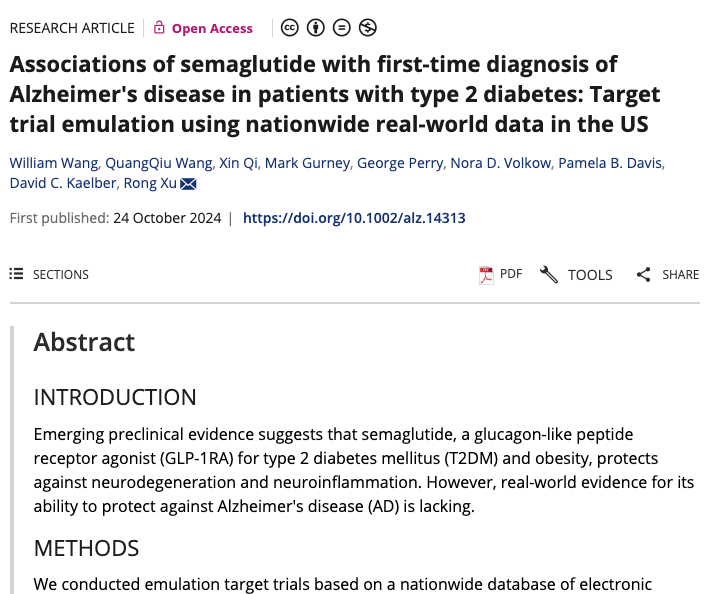 RESEARCH ARTICLE Open Access
Associations of semaglutide with first-time diagnosis of
Alzheimer's disease in patients with type 2 diabetes: Target
trial emulation using nationwide real-world data in the US
William Wang, QuangQiu Wang, Xin Qi, Mark Gurney, George Perry, Nora D. Volkow, Pamela B. Davis,
David C. Kaelber, Rong Xu
First published: 24 October 2024 | https://doi.org/10.1002/alz.14313
SECTIONS PDF TOOLS SHARE
Abstract
INTRODUCTION
Emerging preclinical evidence suggests that semaglutide, a glucagon-like peptide
receptor agonist (GLP-1RA) for type 2 diabetes mellitus (T2DM) and obesity, protects
against neurodegeneration and neuroinflammation. However, real-world evidence for its
ability to protect against Alzheimer's disease (AD) is lacking.
METHODS
We conducted emulation target trials based on a nationwide database of electronic